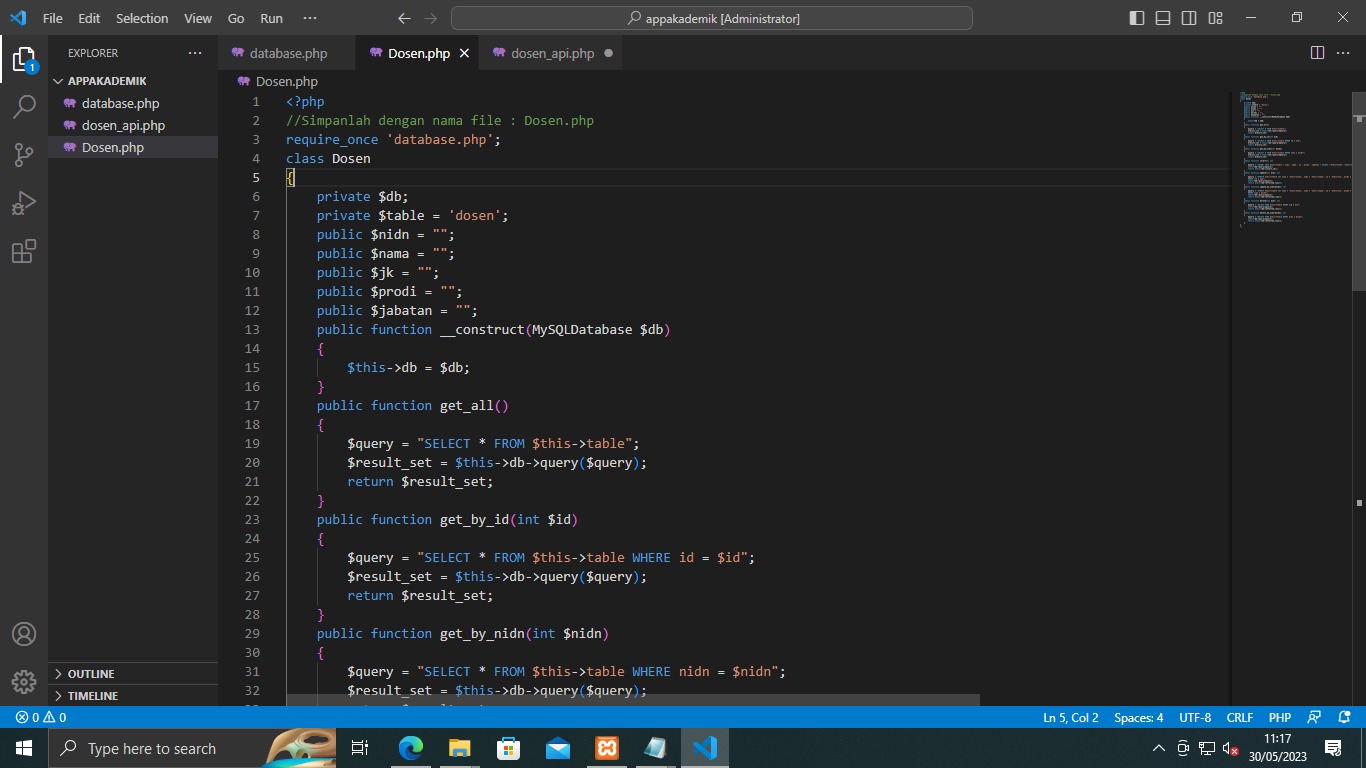 File Edit Selection View Go Run ··· appakademik [Administrator]
EXPLORER ···
database.php Dosen.php dosen_api.php ···
APPAKADEMIK
database.php
dosen_api.php
Dosen.php
OUTLINE
TIMELINE
1
Dosen.php
1 <?php
2 //Simpanlah dengan nama file : Dosen.php
3 require_once 'database.php';
4 class Dosen
5 {
6 private $db;
7 private $table = 'dosen';
8 public $nidn = "";
9 public $nama = "";
10 public $jk = "";
11 public $prodi = "";
12 public $jabatan = "";
13 public function __construct(MySQLDatabase $db)
14 {
15 $this->db = $db;
16 }
17 public function get_all()
18 {
19 $query = "SELECT * FROM $this->table";
20 $result_set = $this->db->query($query);
21 return $result_set;
22 }
23 public function get_by_id(int $id)
24 {
25 $query = "SELECT * FROM $this->table WHERE id = $id";
26 $result_set = $this->db->query($query);
27 return $result_set;
28 }
29 public function get_by_nidn(int $nidn)
30 {
31 $query = "SELECT * FROM $this->table WHERE nidn = $nidn";
32 $result_set = $this->db->query($query);
0 0 Ln 5, Col 2 Spaces: 4 UTF-8 CRLF PHP
Type here to search
11:17
30/05/2023